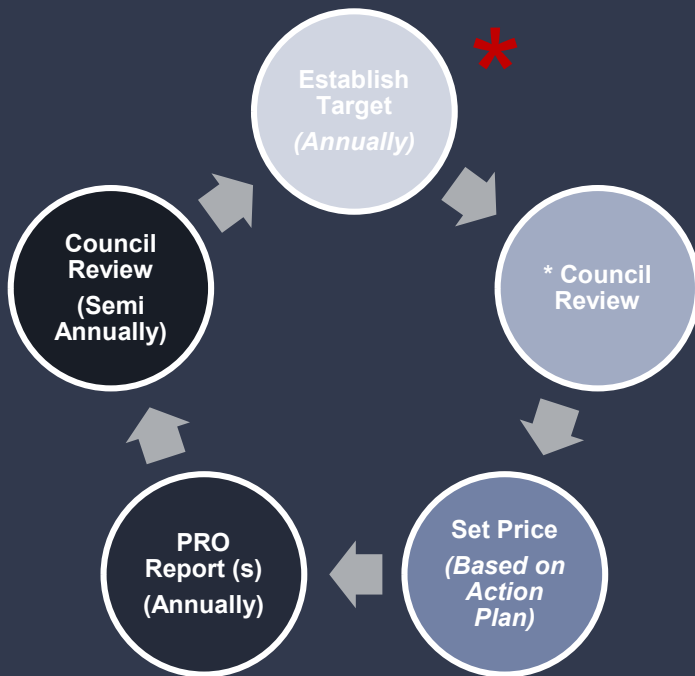 Establish
Target
(Annually)
*
* Council
Review
Set Price
(Based on
Action
Plan)
PRO
Report (s)
(Annually)
Council
Review
(Semi
Annually)